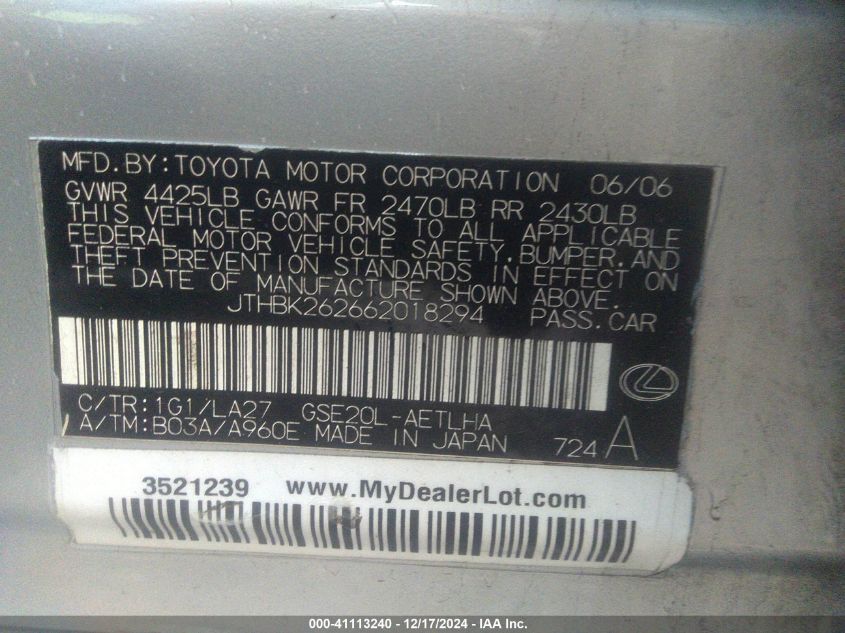 MFD.BY:TOYOTA MOTOR CORPORATION 06/06
GVWR 4425LB GAWR FR 2470LB RR 2430LB
THIS VEHICLE CONFORMS TO ALL APPLICABLE
FEDERAL MOTOR VEHICLE SAFETY,BUMPER,AND
THEFT PREVENTION STANDARDS IN EFFECT ON
THE DATE OF MANUFACTURE SHOWN ABOVE.
JTHBK262662018294 PASS.CAR
C/TR:1G1/LA27 GSE20L-AETLHA
A/TM:B03A/A960E MADE IN JAPAN 724 A
3521239 www.MyDealerLot.com
000-41113240 - 12/17/2024 - IAA Inc.